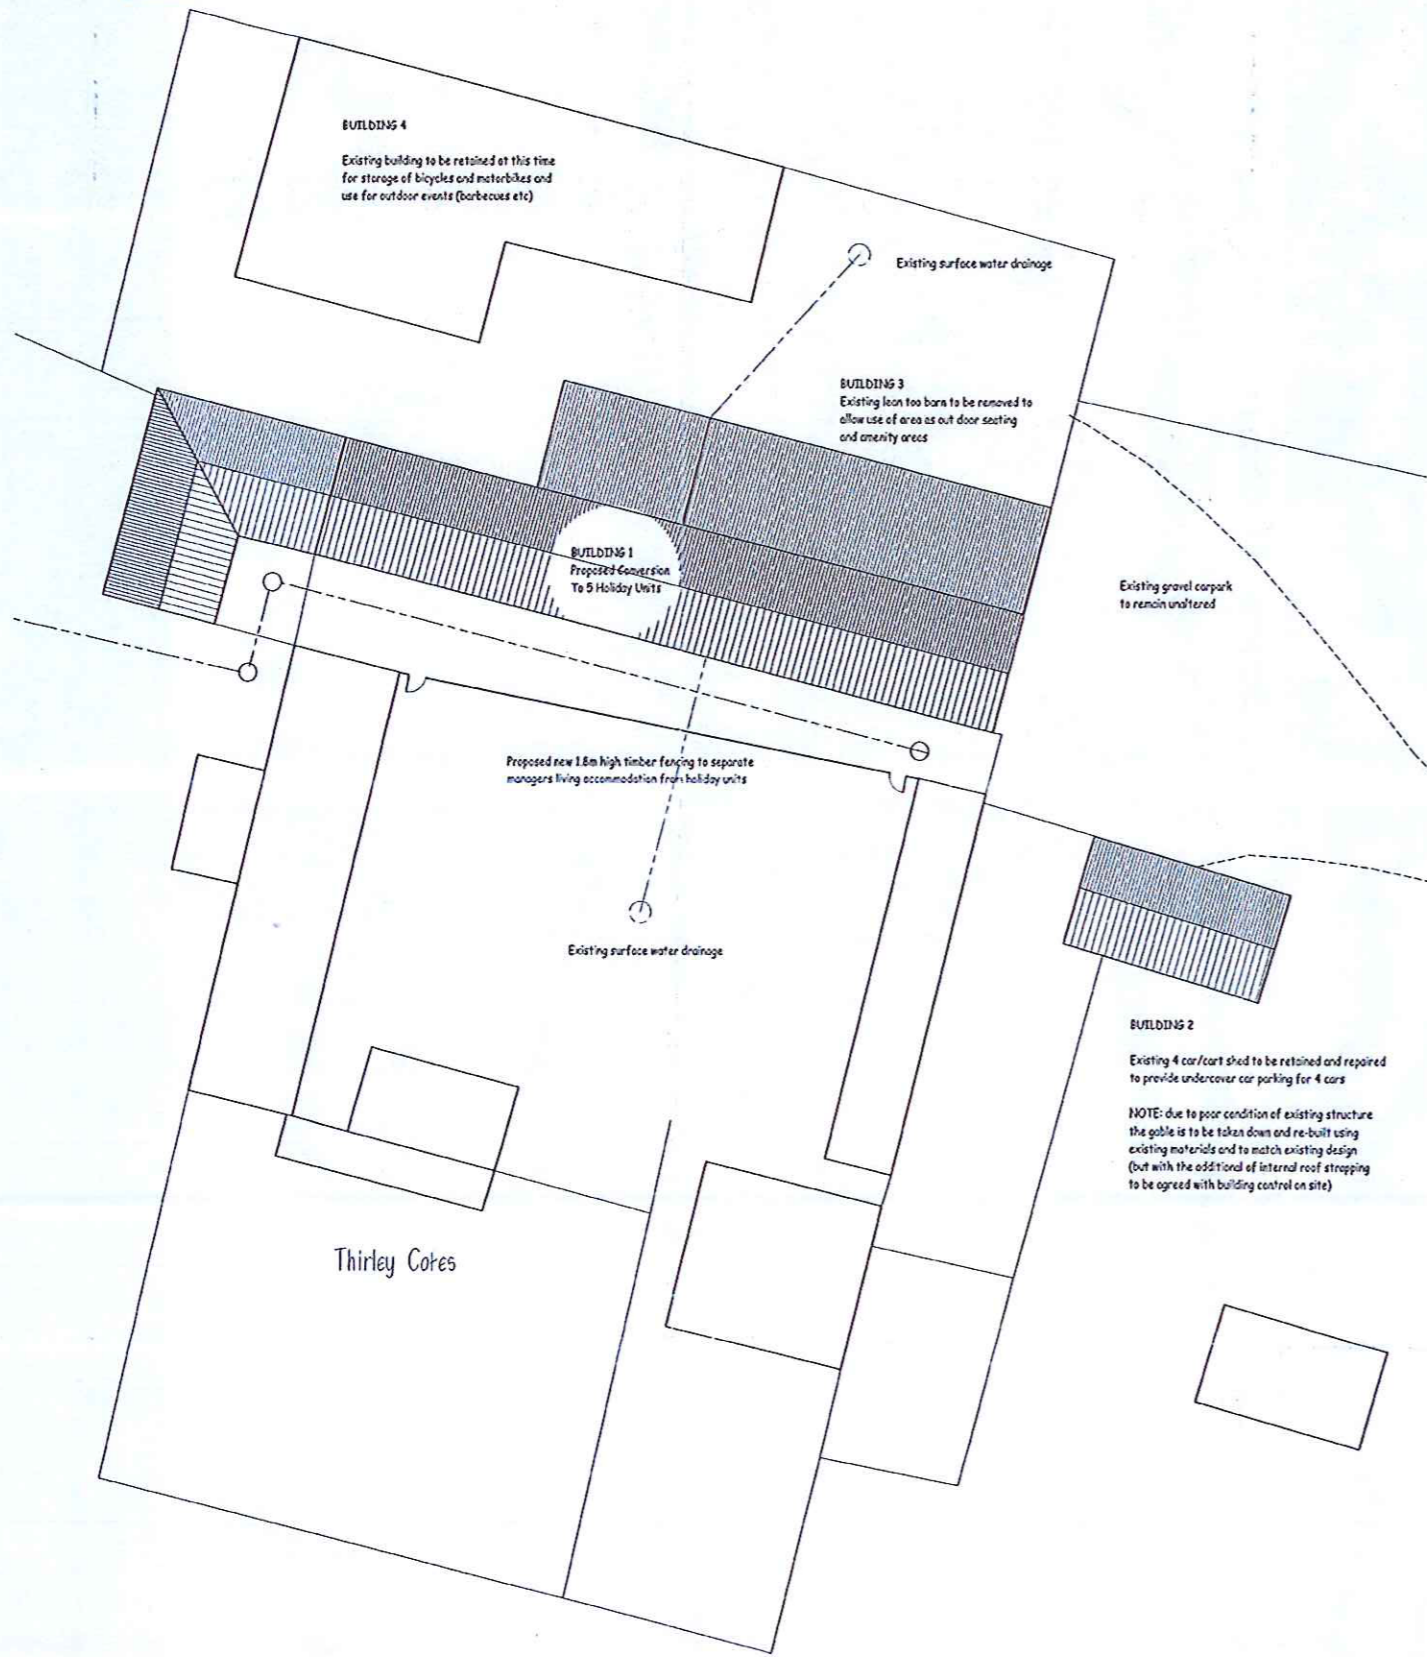 BUILDING 4
Existing building to be retained at this time
for storage of bicycles and motorbikes and
use for outdoor events (barbecues etc)
Existing surface water drainage
BUILDING 3
Existing lean too barn to be removed to
allow use of area as out door seating
and amenity areas
BUILDING 1
Proposed Conversion
To 5 Holiday Units
Existing gravel carpark
to remain unaltered
Proposed new 1.8m high timber fencing to separate
managers living accommodation from holiday units
Existing surface water drainage
BUILDING 2
Existing 4 car/cart shed to be retained and repaired
to provide undercover car parking for 4 cars
NOTE: due to poor condition of existing structure
the gable is to be taken down and re-built using
existing materials and to match existing design
(but with the additional of internal roof strapping
to be agreed with building control on site)
Thirley Cotes